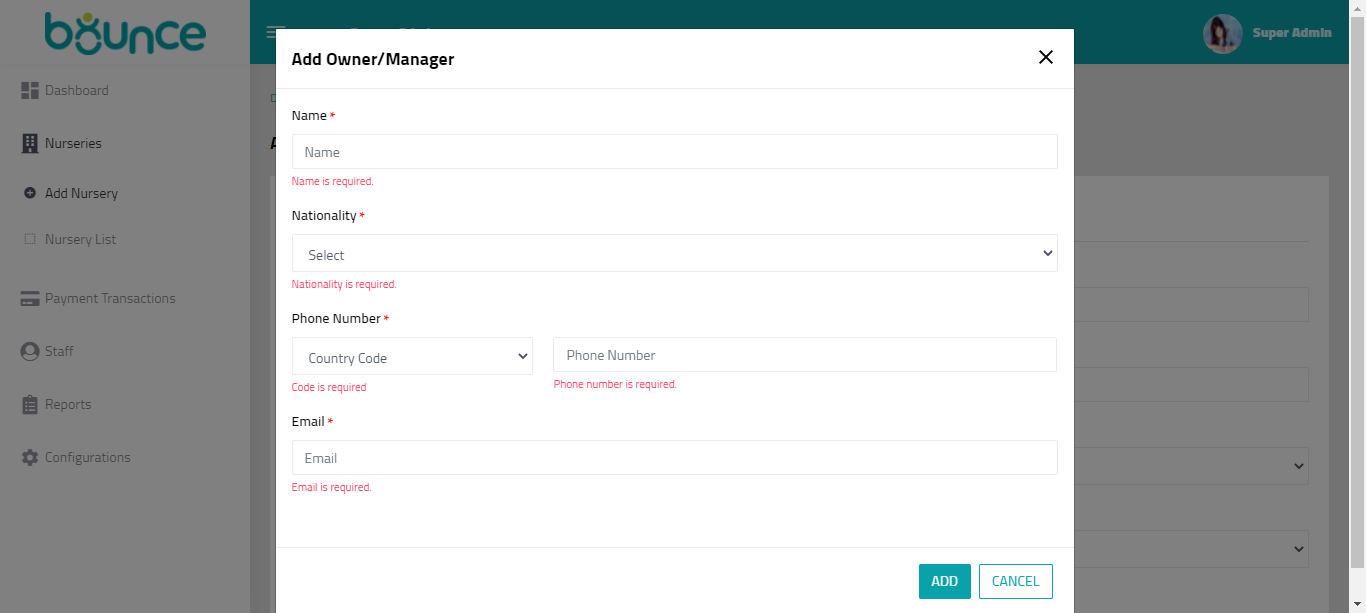 bounce
Super Admin
Add Owner/Manager
Dashboard
Name *
Nurseries
Name
Name is required.
Add Nursery
Nationality *
Nursery List
Select
Nationality is required.
Payment Transactions
Phone Number *
Staff
Country Code
Phone Number
Code is required
Phone number is required.
Reports
Email *
Configurations
Email
Email is required.
ADD
CANCEL